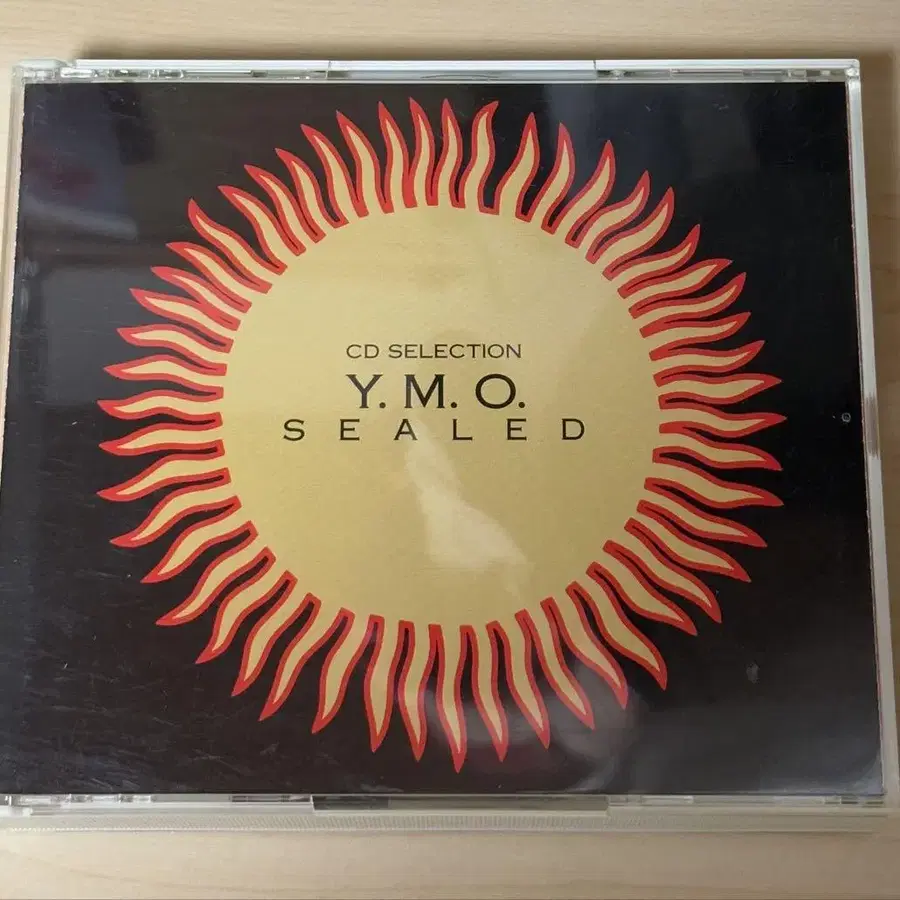 CD SELECTION
Y. M. O.
SEALED